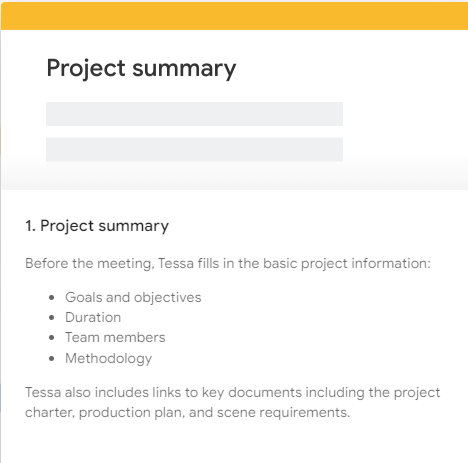 Project summary
1. Project summary
Before the meeting, Tessa fills in the basic project information:
• Goals and objectives
• Duration
• Team members
• Methodology
Tessa also includes links to key documents including the project
charter, production plan, and scene requirements.